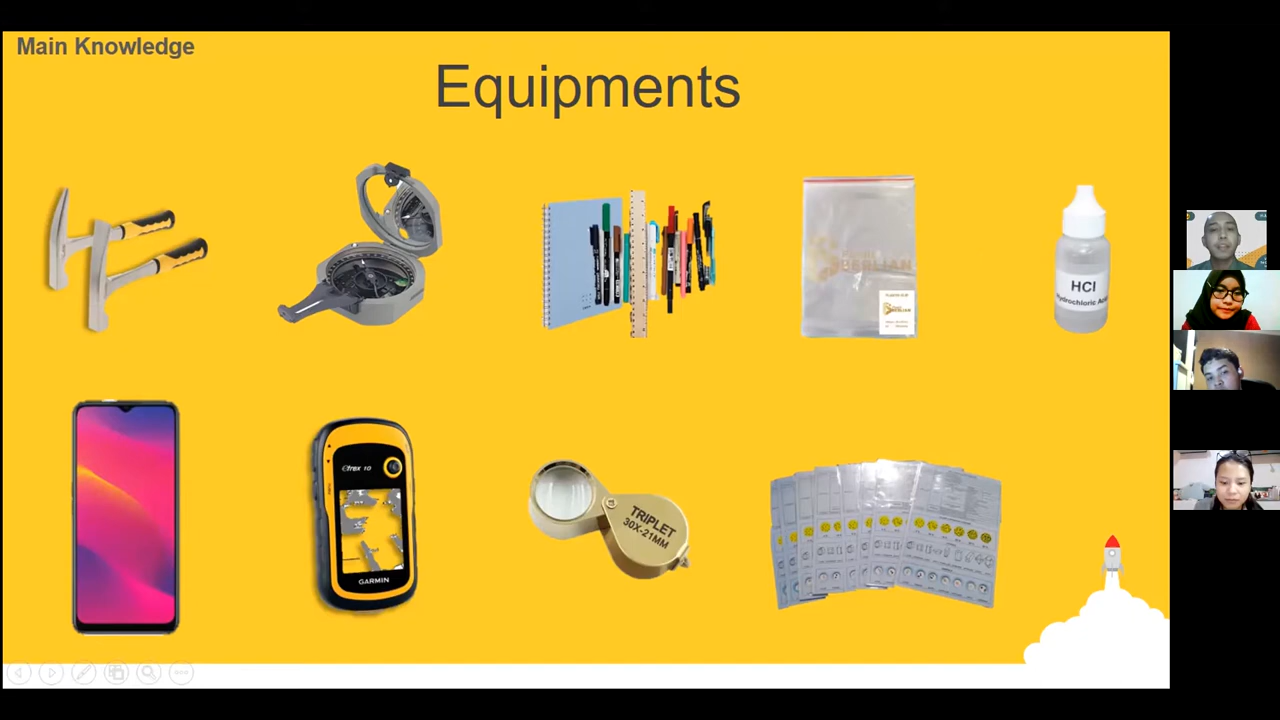 Main Knowledge
Equipments
HCl
Hydrochloric Acid
etrex 10
GARMIN
TRIPLET
30X-21MM